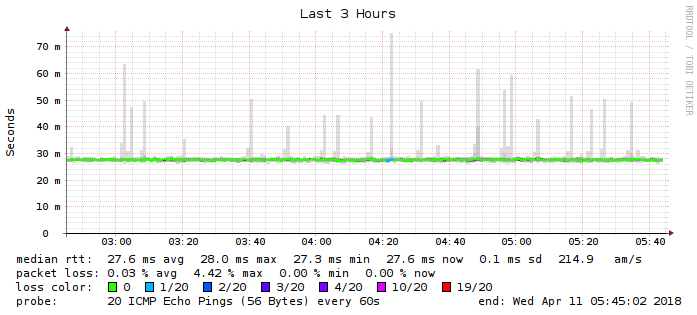 Last 3 Hours
RRDTOOL / TOBI OETIKER
Seconds
70 m
60 m
50 m
40 m
30 m
20 m
10 m
0
03:00 03:20 03:40 04:00 04:20 04:40 05:00 05:20 05:40
median rtt: 27.6 ms avg 28.0 ms max 27.3 ms min 27.6 ms now 0.1 ms sd 214.9 am/s
packet loss: 0.03 % avg 4.42 % max 0.00 % min 0.00 % now
loss color: 0 1/20 2/20 3/20 4/20 10/20 19/20
probe: 20 ICMP Echo Pings (56 Bytes) every 60s end: Wed Apr 11 05:45:02 2018